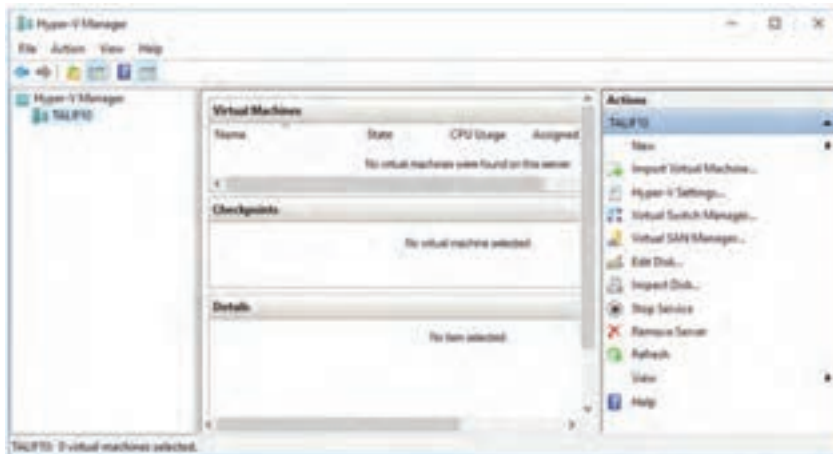 Hyper-V Manager
File Action View Help
Hyper-V Manager
Virtual Machines
Name State CPU Usage Assigned
No virtual machines were found on this server.
Checkpoints
No virtual machine selected.
Details
No item selected.
Actions
New
Import Virtual Machine...
Hyper-V Settings...
Virtual Switch Manager...
Virtual SAN Manager...
Edit Disk...
Inspect Disk...
Stop Service
Remove Server
Refresh
View
Help
0 virtual machines selected.